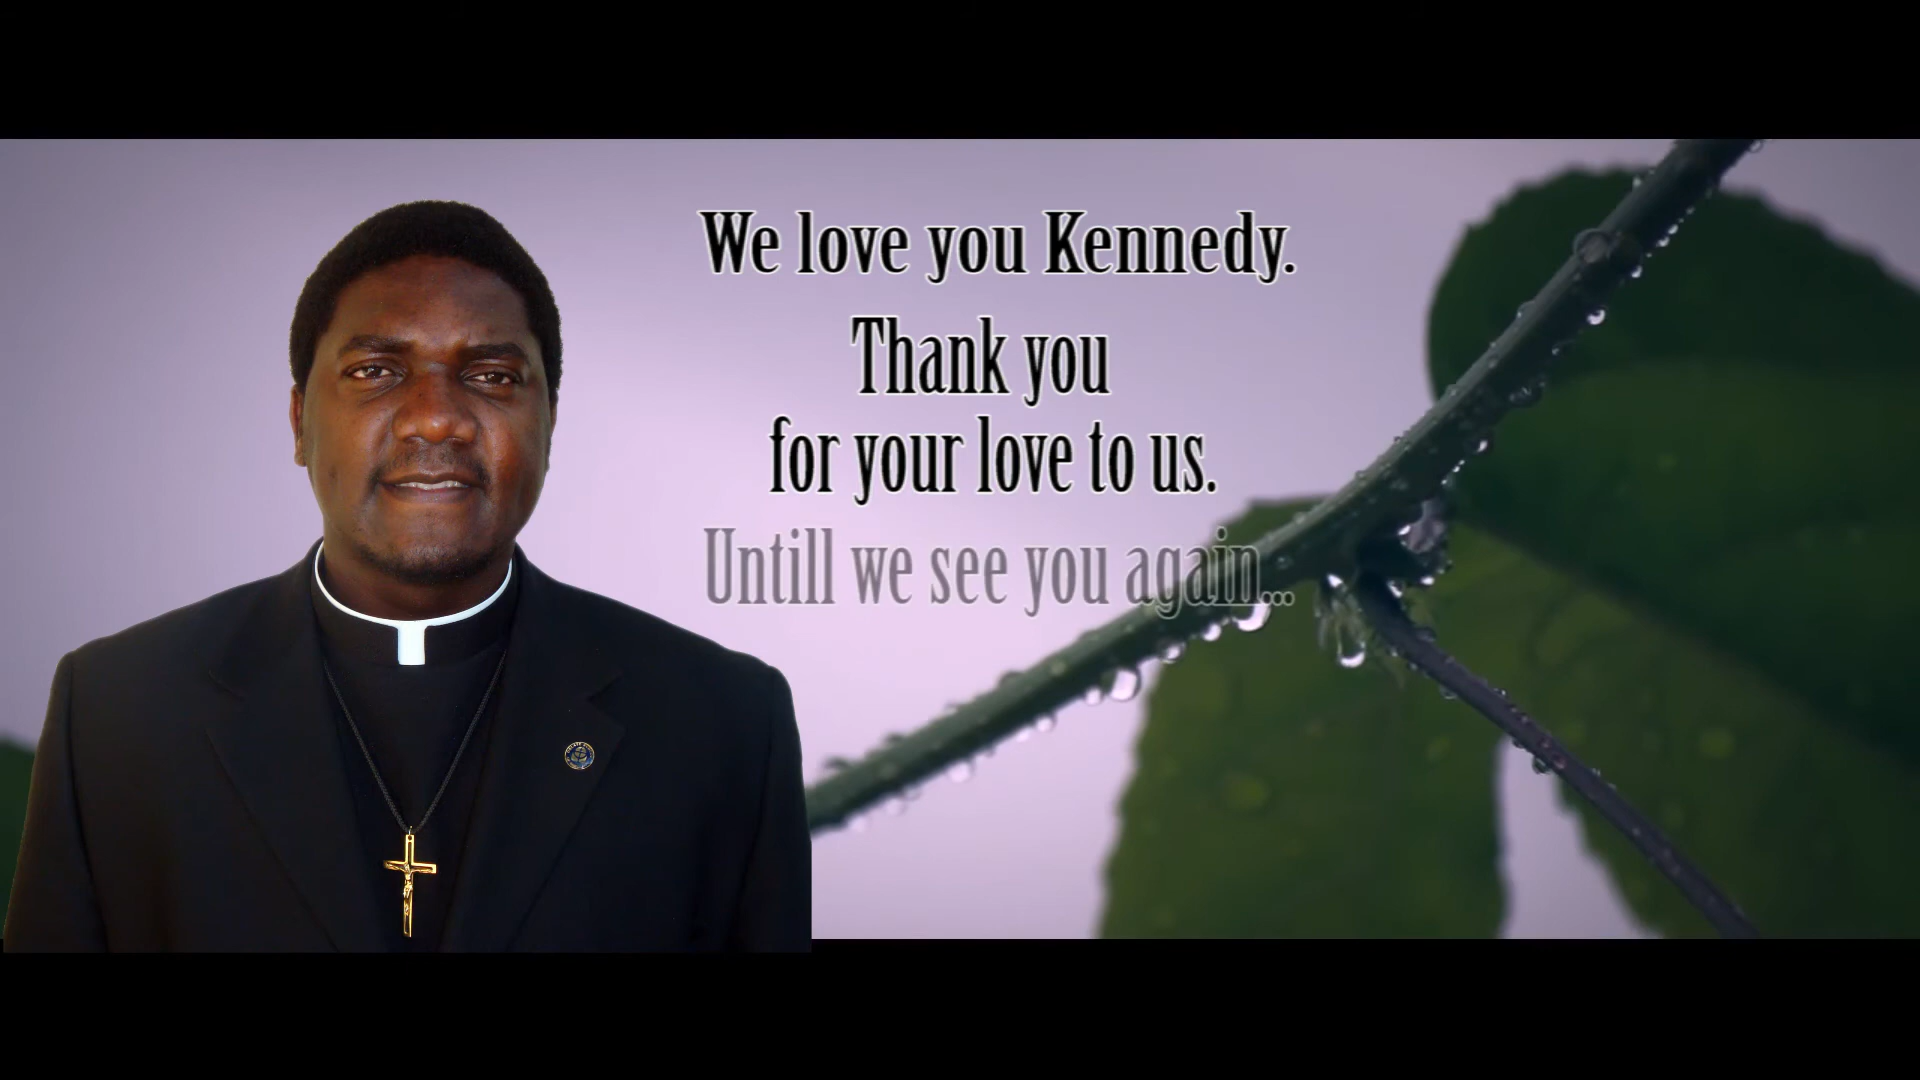 We love you Kennedy.
Thank you
for your love to us.
Untill we see you again...